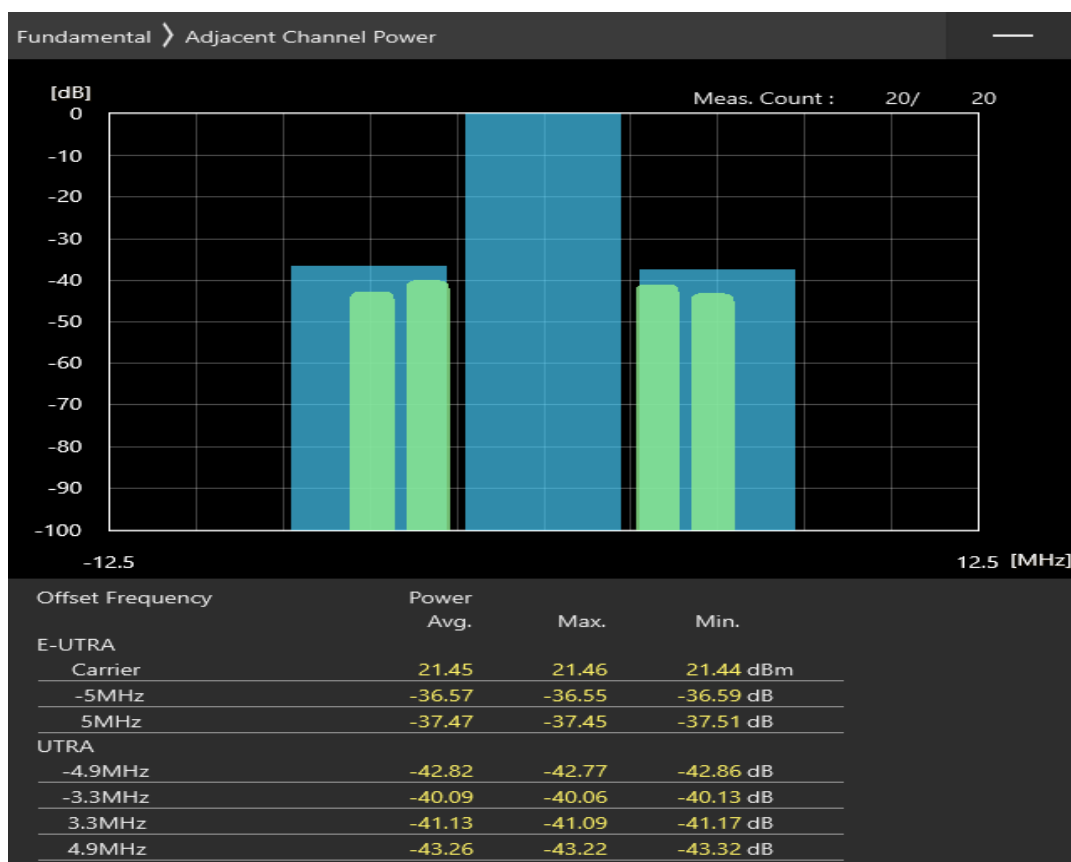 Fundamental ❯ Adjacent Channel Power
[dB]
Meas. Count : 20/ 20
0
-10
-20
-30
-40
-50
-60
-70
-80
-90
-100
-12.5 12.5 [MHz]
Offset Frequency Power
Avg. Max. Min.
E-UTRA
Carrier 21.45 21.46 21.44 dBm
-5MHz -36.57 -36.55 -36.59 dB
5MHz -37.47 -37.45 -37.51 dB
UTRA
-4.9MHz -42.82 -42.77 -42.86 dB
-3.3MHz -40.09 -40.06 -40.13 dB
3.3MHz -41.13 -41.09 -41.17 dB
4.9MHz -43.26 -43.22 -43.32 dB